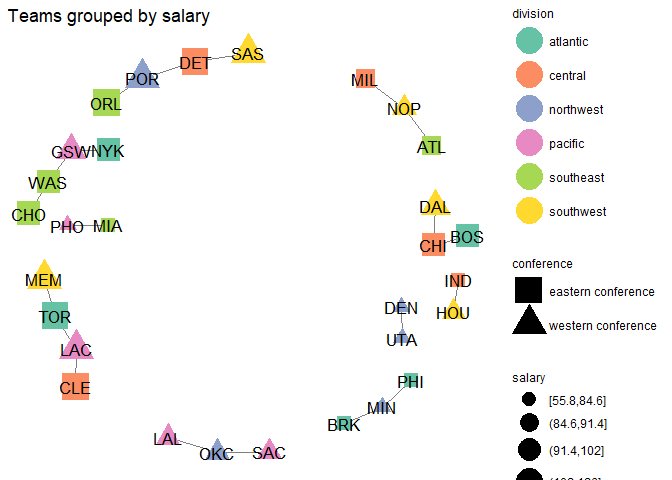 Teams grouped by salary
SAS
DET
POR
ORL
MIL
NOP
ATL
GSW
NYK
WAS
CHO
PHO
MIA
DAL
BOS
CHI
IND
HOU
DEN
UTA
MEM
TOR
LAC
CLE
PHI
MIN
BRK
LAL
OKC
SAC
division
atlantic
central
northwest
pacific
southeast
southwest
conference
eastern conference
western conference
salary
[55.8,84.6]
(84.6,91.4]
(91.4,102]